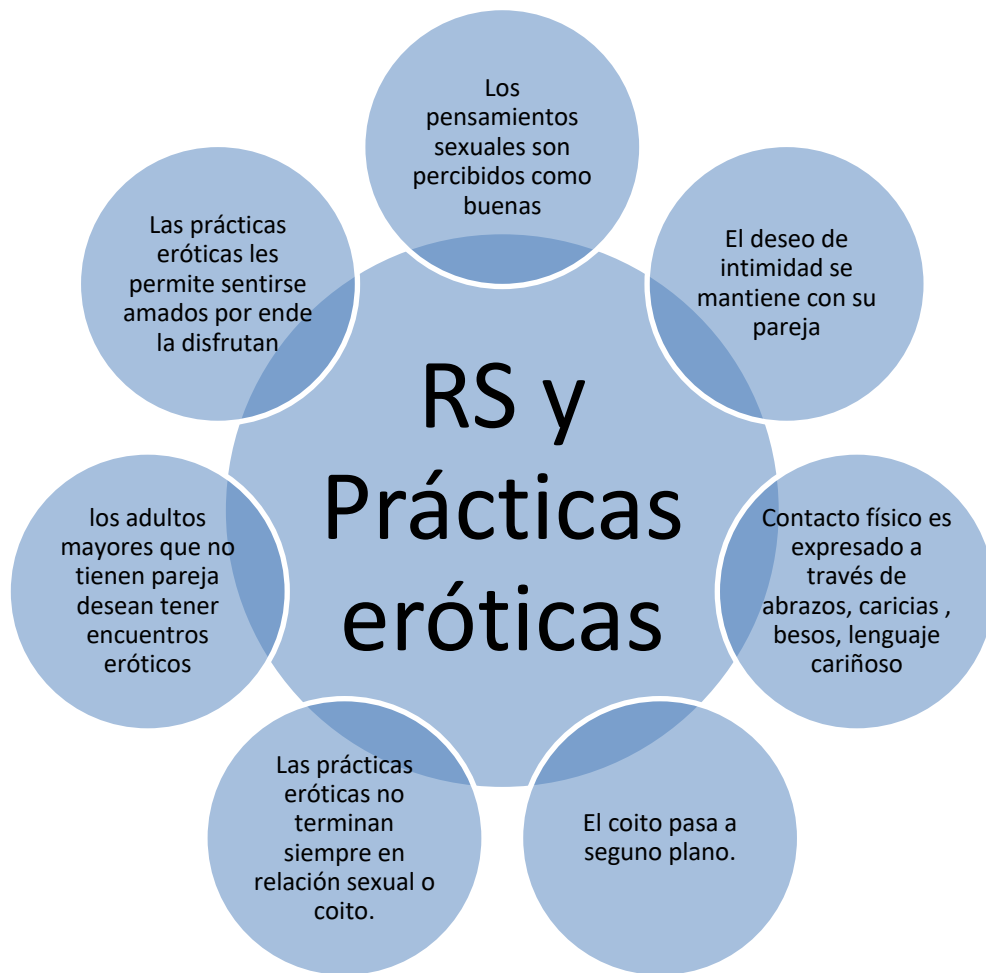 Los
pensamientos
sexuales son
percibidos como
buenas
El deseo de
intimidad se
mantiene con su
pareja
Contacto físico es
expresado a
través de
abrazos, caricias ,
besos, lenguaje
cariñoso
El coito pasa a
seguno plano.
Las prácticas
eróticas no
terminan
siempre en
relación sexual o
coito.
los adultos
mayores que no
tienen pareja
desean tener
encuentros
eróticos
Las prácticas
eróticas les
permite sentirse
amados por ende
la disfrutan
RS y
Prácticas
eróticas